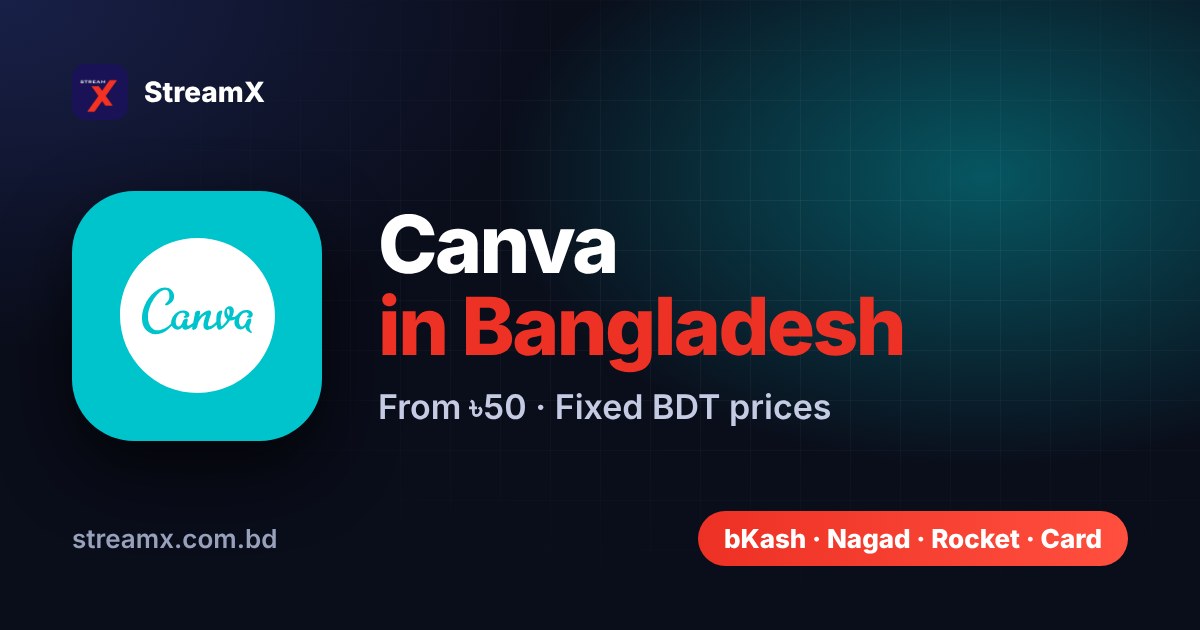 STREAM
X
StreamX
Canva
Canva
in Bangladesh
From ৳50 · Fixed BDT prices
streamx.com.bd
bKash · Nagad · Rocket · Card